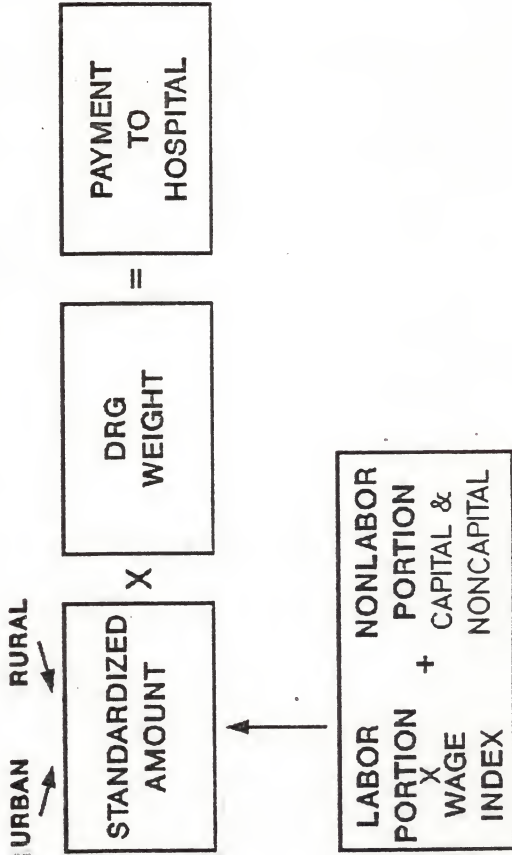 URBAN RURAL
STANDARDIZED
AMOUNT
X
DRG
WEIGHT
=
PAYMENT
TO
HOSPITAL
LABOR
PORTION
X
WAGE
INDEX
+
NONLABOR
PORTION
CAPITAL &
NONCAPITAL